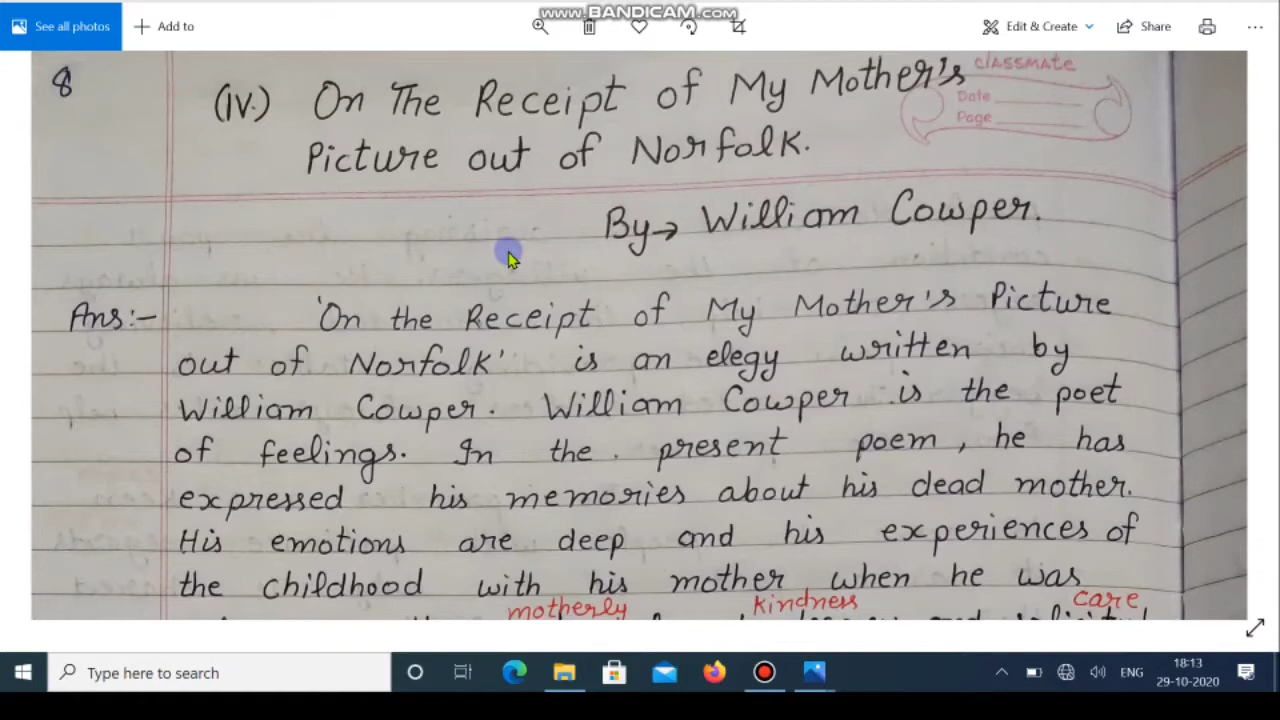 www.BANDICAM.com
See all photos
Add to
Edit & Create
Share
8
(iv.) On The Receipt of My Mother's
Picture out of Norfolk.
CLASSMATE
Date
Page
By→ William Cowper.
Ans:- 'On the Receipt of My Mother's Picture
out of Norfolk' is an elegy written by
William Cowper. William Cowper is the poet
of feelings. In the present poem, he has
expressed his memories about his dead mother.
His emotions are deep and his experiences of
the childhood with his mother when he was
motherly kindness care
Type here to search
ENG
18:13
29-10-2020